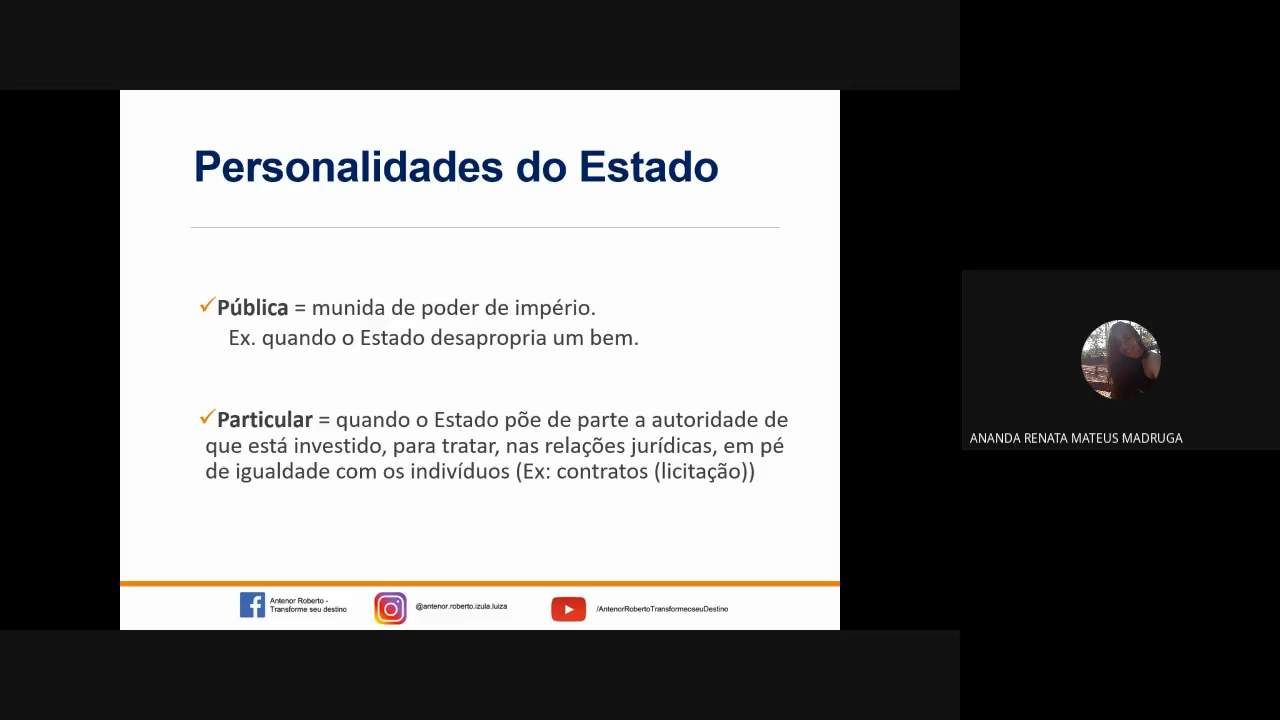 Personalidades do Estado
✓Pública = munida de poder de império.
Ex. quando o Estado desapropria um bem.
✓Particular = quando o Estado põe de parte a autoridade de
que está investido, para tratar, nas relações jurídicas, em pé
de igualdade com os indivíduos (Ex: contratos (licitação))
Antenor Roberto -
Transforme seu destino
@antenor.roberto.izula.luiza
/AntenorRobertoTransformeoseuDestino
ANANDA RENATA MATEUS MADRUGA